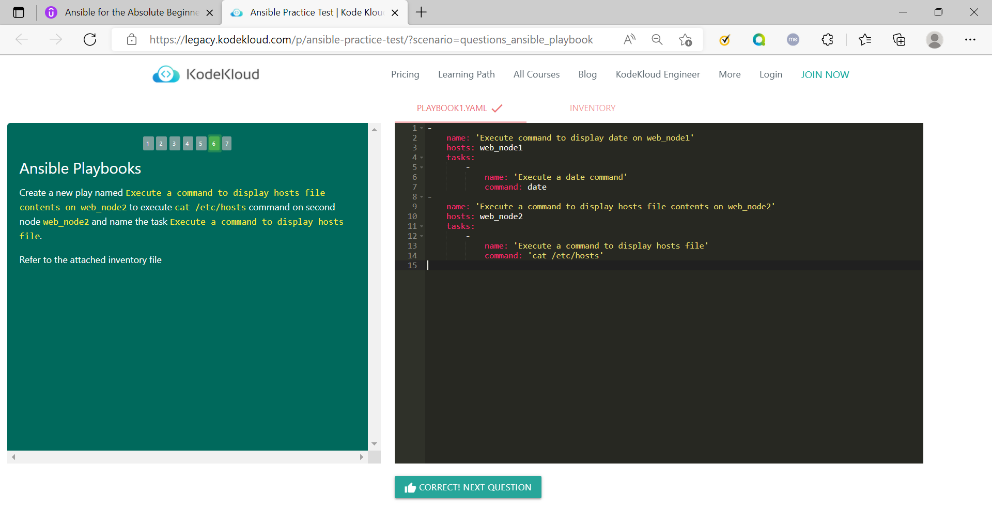 Ansible for the Absolute Beginne
Ansible Practice Test | Kode Klou
https://legacy.kodekloud.com/p/ansible-practice-test/?scenario=questions_ansible_playbook
KodeKloud
Pricing Learning Path All Courses Blog KodeKloud Engineer More Login JOIN NOW
PLAYBOOK1.YAML INVENTORY
1 2 3 4 5 6 7
Ansible Playbooks
Create a new play named Execute a command to display hosts file
contents on web_node2 to execute cat /etc/hosts command on second
node web_node2 and name the task Execute a command to display hosts
file.
Refer to the attached inventory file
1 -
2 name: 'Execute command to display date on web_node1'
3 hosts: web_node1
4 tasks:
5 -
6 name: 'Execute a date command'
7 command: date
8 -
9 name: 'Execute a command to display hosts file contents on web_node2'
10 hosts: web_node2
11 tasks:
12 -
13 name: 'Execute a command to display hosts file'
14 command: 'cat /etc/hosts'
15
CORRECT! NEXT QUESTION